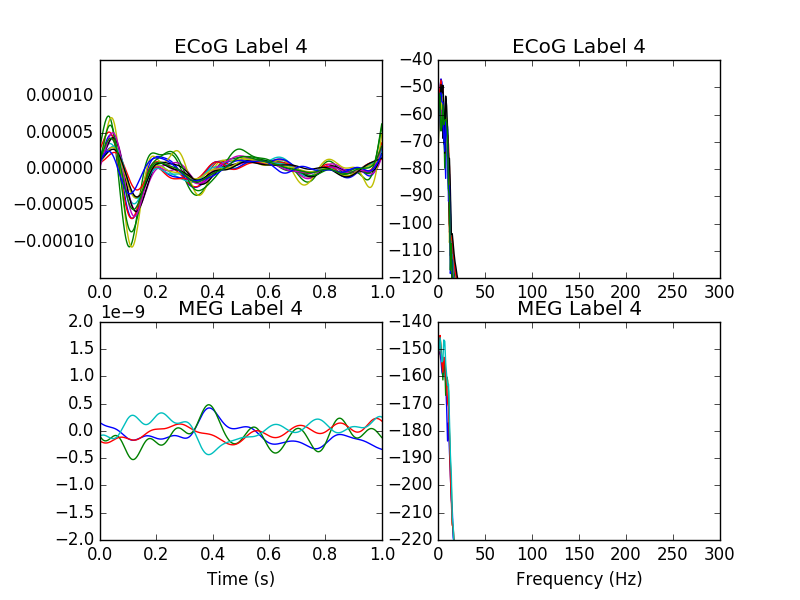 ECoG Label 4
0.00010
0.00005
0.00000
−0.00005
−0.00010
0.0 0.2 0.4 0.6 0.8 1.0
ECoG Label 4
−40
−50
−60
−70
−80
−90
−100
−110
−120
0 50 100 150 200 250 300
1e−9
MEG Label 4
2.0
1.5
1.0
0.5
0.0
−0.5
−1.0
−1.5
−2.0
0.0 0.2 0.4 0.6 0.8 1.0
Time (s)
MEG Label 4
−140
−150
−160
−170
−180
−190
−200
−210
−220
0 50 100 150 200 250 300
Frequency (Hz)